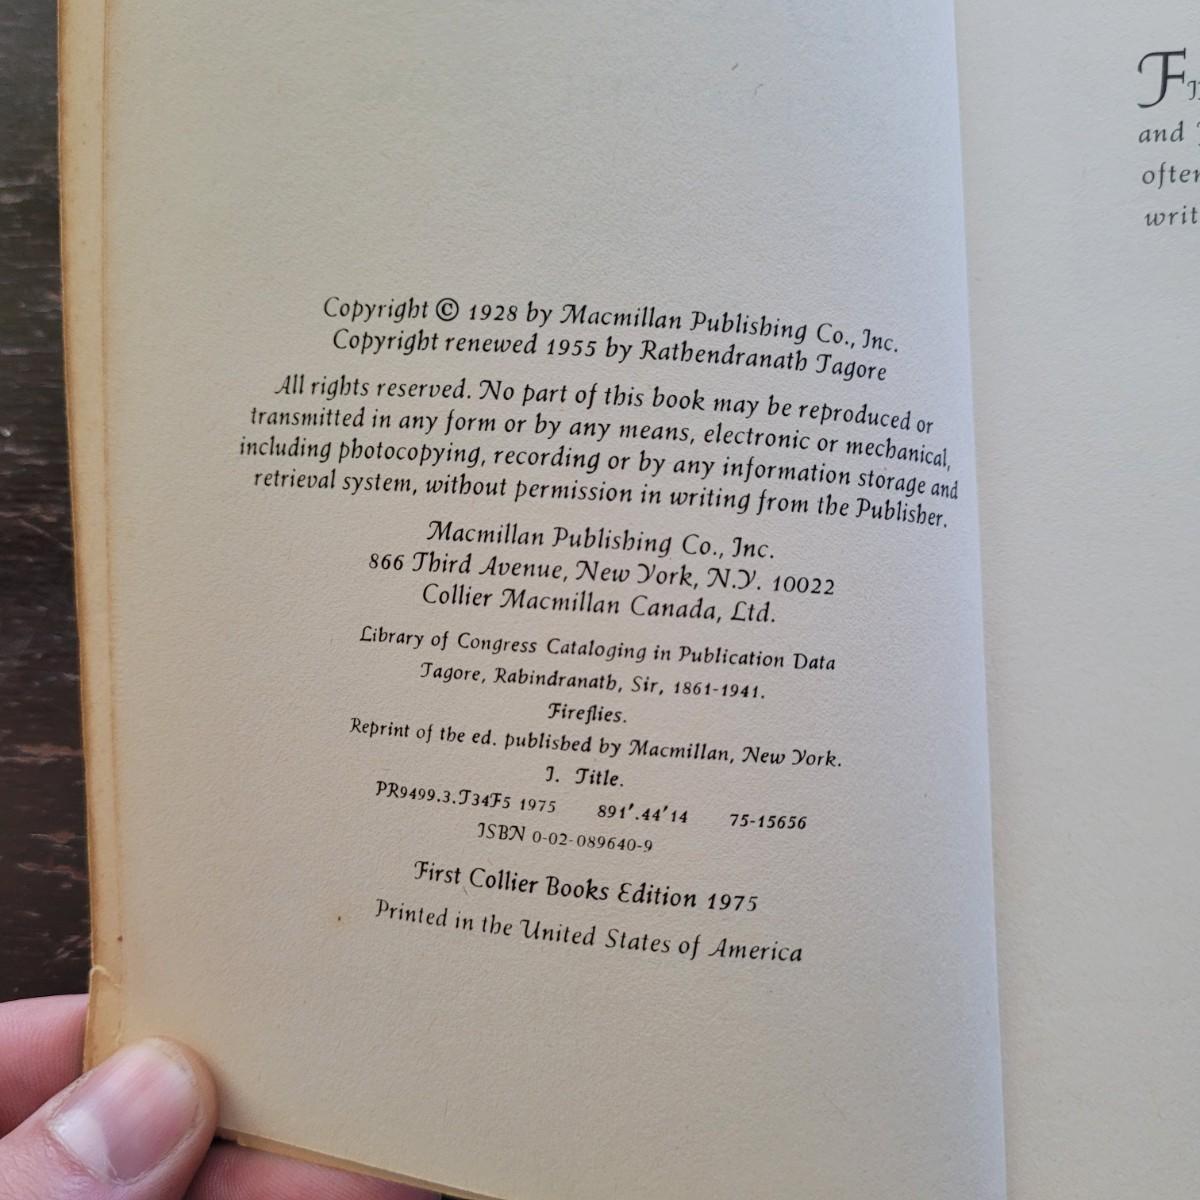 Copyright © 1928 by Macmillan Publishing Co., Inc.
Copyright renewed 1955 by Rathendranath Tagore
All rights reserved. No part of this book may be reproduced or
transmitted in any form or by any means, electronic or mechanical,
including photocopying, recording or by any information storage and
retrieval system, without permission in writing from the Publisher.
Macmillan Publishing Co., Inc.
866 Third Avenue, New York, N.Y. 10022
Collier Macmillan Canada, Ltd.
Library of Congress Cataloging in Publication Data
Tagore, Rabindranath, Sir, 1861-1941.
Fireflies.
Reprint of the ed. published by Macmillan, New York.
I. Title.
PR9499.3.T34F5 1975 891'.44'14 75-15656
ISBN 0-02-089640-9
First Collier Books Edition 1975
Printed in the United States of America
and